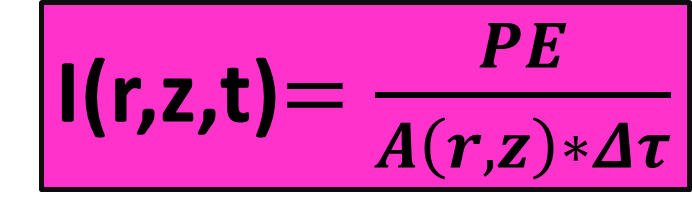 I(r,z,t)= PE / A(r,z)*Δτ